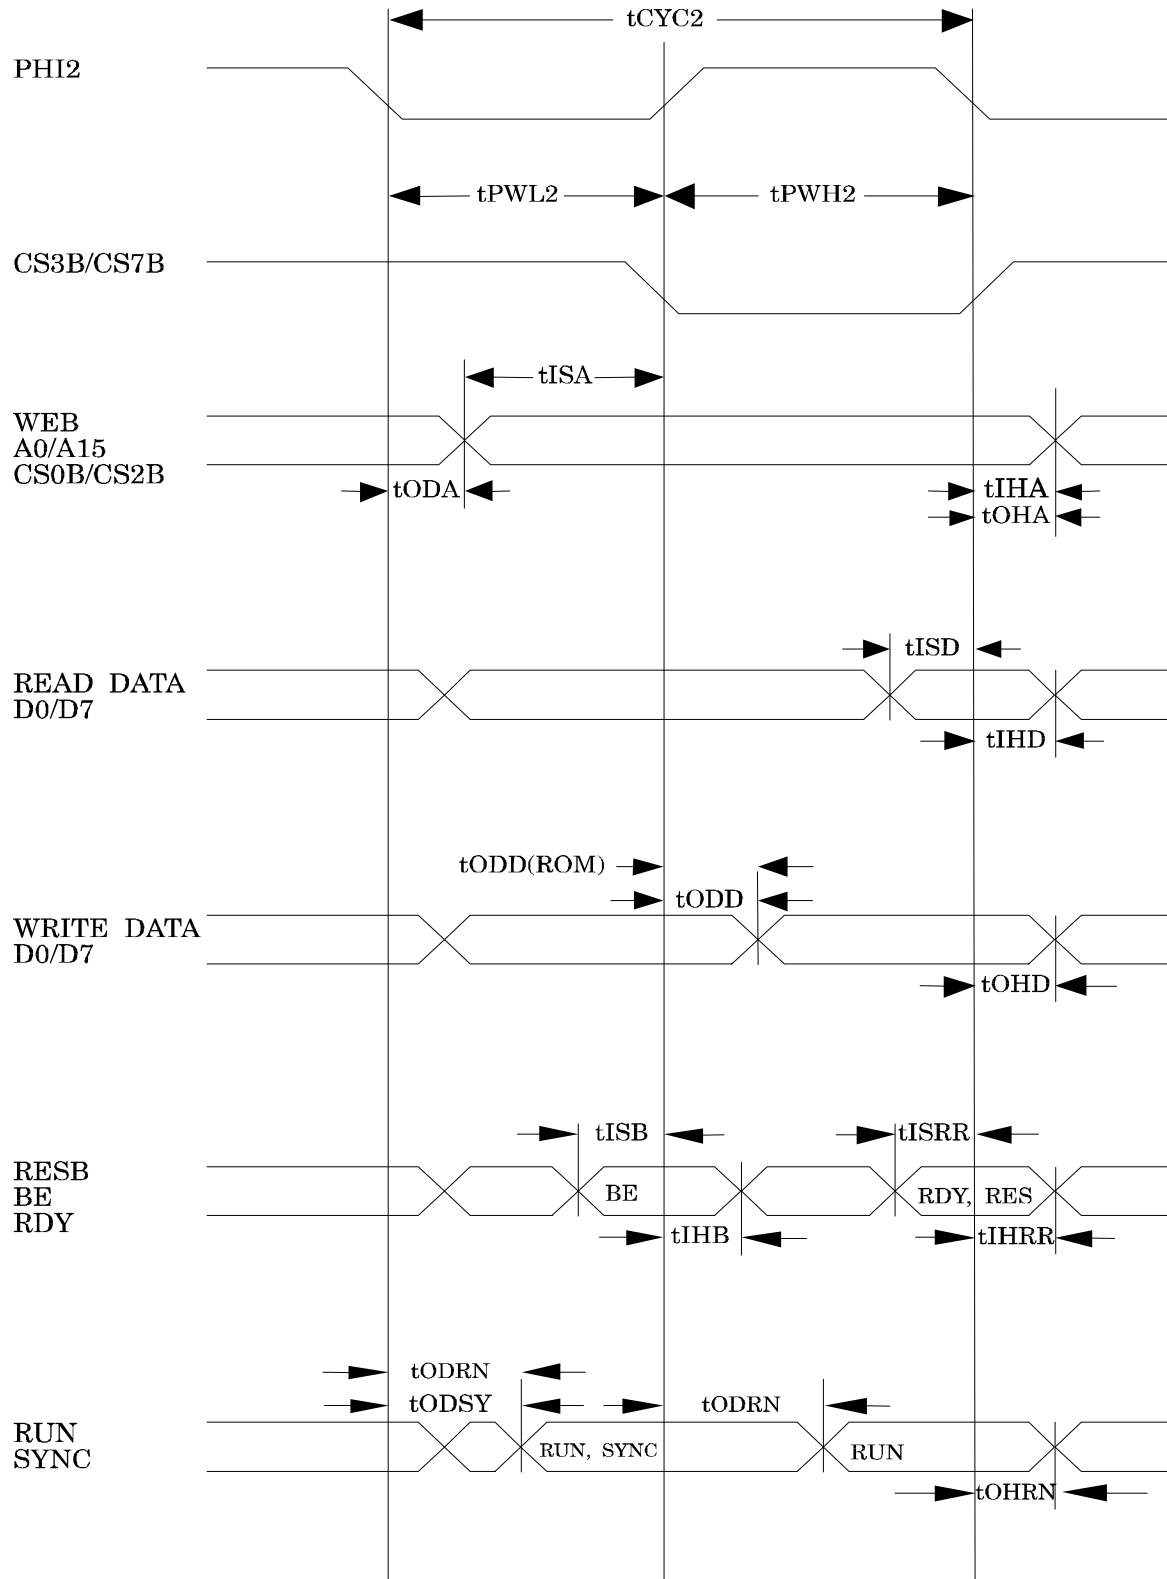 tCYC2
PHI2
tPWL2
tPWH2
CS3B/CS7B
tISA
WEB
A0/A15
CS0B/CS2B
tODA
tIHA
tOHA
tISD
READ DATA
D0/D7
tIHD
tODD(ROM)
tODD
WRITE DATA
D0/D7
tOHD
tISB
tISRR
RESB
BE
RDY
BE
RDY, RES
tIHB
tIHRR
tODRN
tODSY
tODRN
RUN
SYNC
RUN, SYNC
RUN
tOHRN